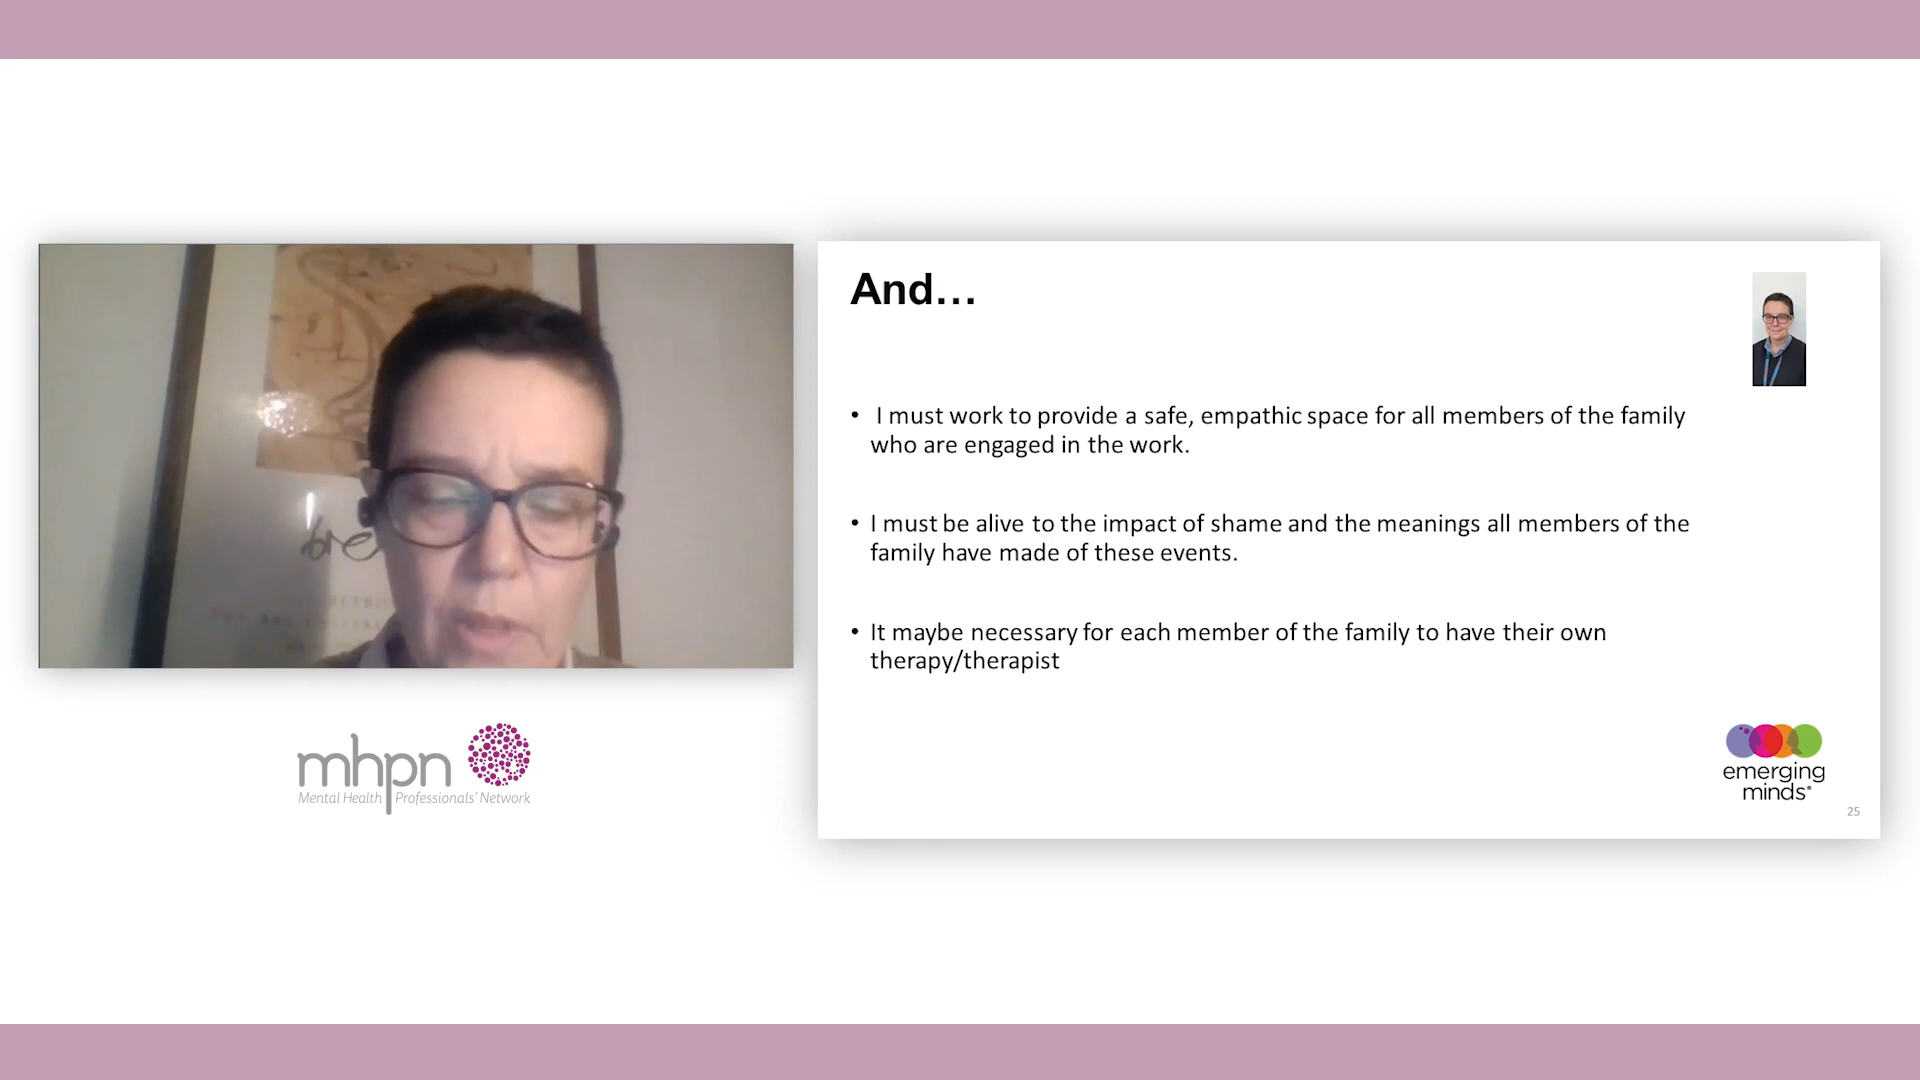 And…
• I must work to provide a safe, empathic space for all members of the family
who are engaged in the work.
• I must be alive to the impact of shame and the meanings all members of the
family have made of these events.
• It maybe necessary for each member of the family to have their own
therapy/therapist
mhpn
Mental Health Professionals' Network
emerging
minds
25